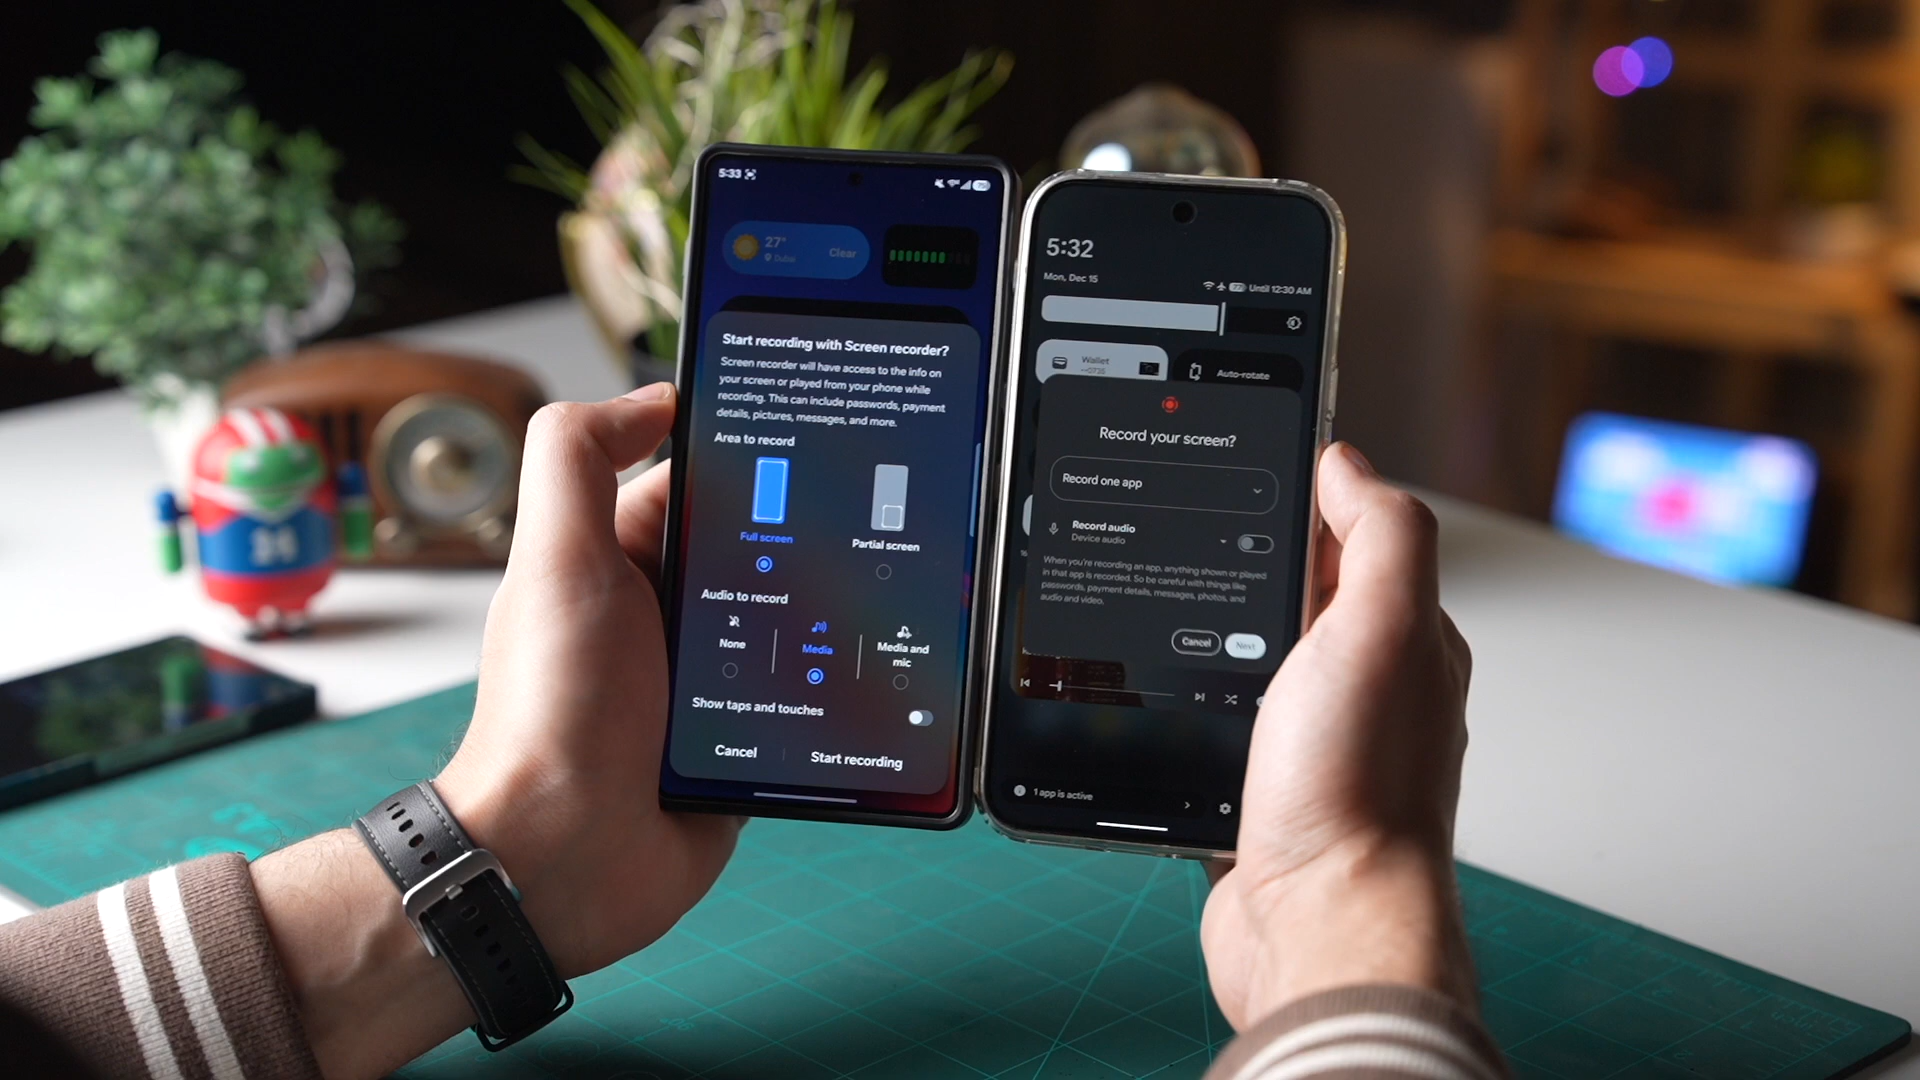 5:33
27°
Dubai
Clear
Start recording with Screen recorder?
Screen recorder will have access to the info on
your screen or played from your phone while
recording. This can include passwords, payment
details, pictures, messages, and more.
Area to record
Full screen
Partial screen
Audio to record
None
Media
Media and
mic
Show taps and touches
Cancel
Start recording
5:32
Mon, Dec 15
77
Until 12:30 AM
Wallet
Auto-rotate
Record your screen?
Record one app
Record audio
Device audio
When you're recording an app, anything shown or played
in that app is recorded. So be careful with things like
passwords, payment details, messages, photos, and
audio and video.
Cancel
Next
1 app is active